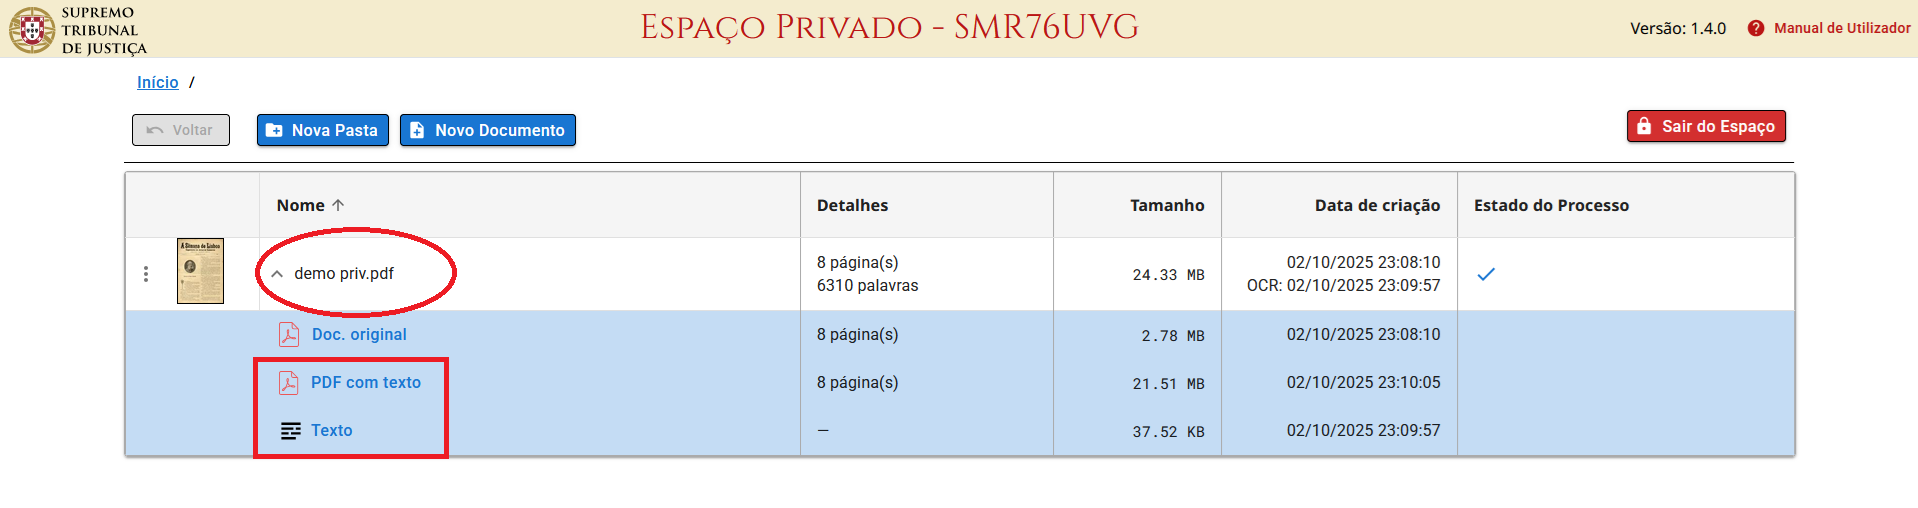 SUPREMO
TRIBUNAL
DE JUSTIÇA
ESPAÇO PRIVADO - SMR76UVG
Versão: 1.4.0
? Manual de Utilizador
Início /
Voltar
Nova Pasta
Novo Documento
Sair do Espaço
Nome ↑ Detalhes Tamanho Data de criação Estado do Processo
A Semana de Lisboa
demo priv.pdf
8 página(s)
6310 palavras
24.33 MB
02/10/2025 23:08:10
OCR: 02/10/2025 23:09:57
Doc. original 8 página(s) 2.78 MB 02/10/2025 23:08:10
PDF com texto 8 página(s) 21.51 MB 02/10/2025 23:10:05
Texto — 37.52 KB 02/10/2025 23:09:57